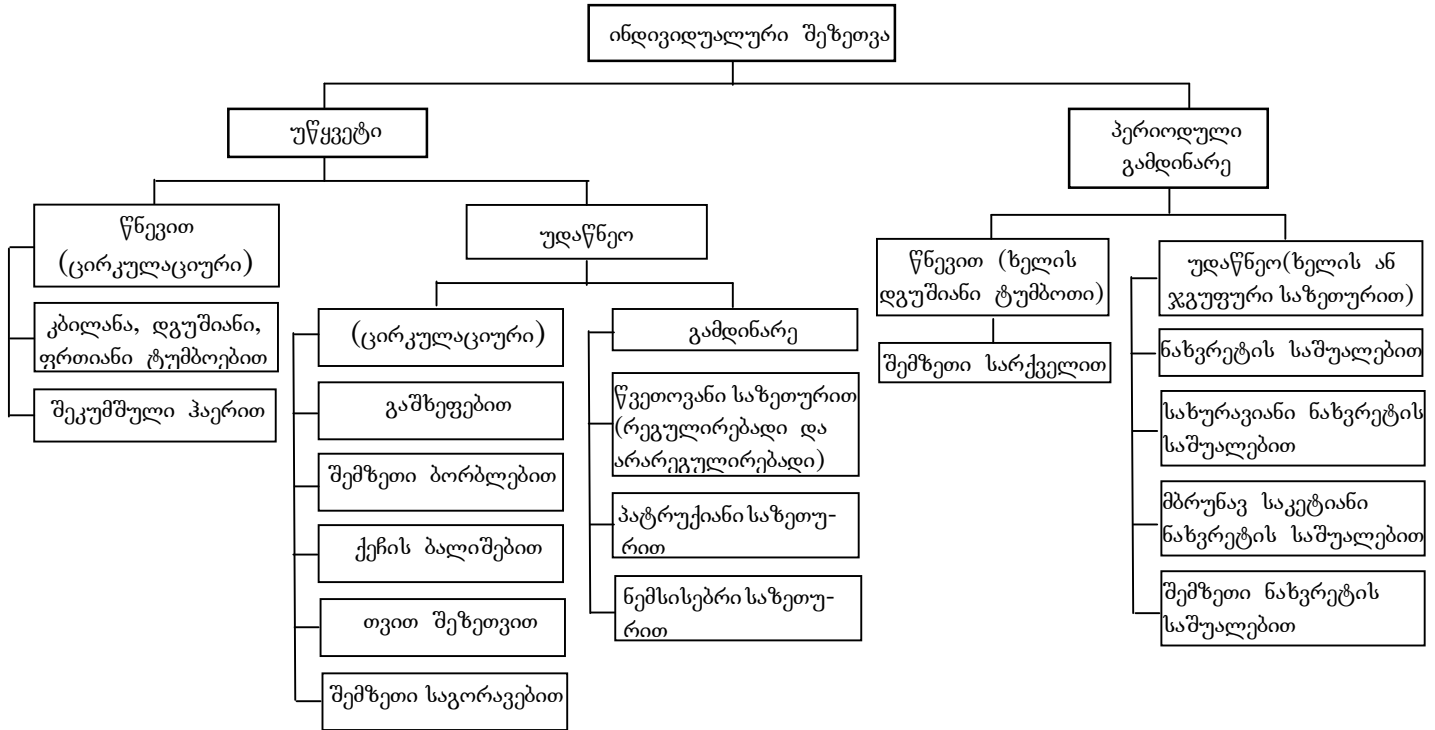 ინდივიდუალური შეზეთვა
უწყვეტი
პერიოდული
გამდინარე
წნევით
(ცირკულაციური)
კბილანა, დგუშიანი,
ფრთიანი ტუმბოებით
შეკუმშული ჰაერით
უდაწნეო
(ცირკულაციური)
გაშხეფებით
შემზეთი ბორბლებით
ქეჩის ბალიშებით
თვით შეზეთვით
შემზეთი საგორავებით
გამდინარე
წვეთოვანი საზეთურით
(რეგულირებადი და
არარეგულირებადი)
პატრუქიანი საზეთუ-
რით
ნემსისებრი საზეთუ-
რით
წნევით (ხელის
დგუშიანი ტუმბოთი)
შემზეთი სარქველით
უდაწნეო(ხელის ან
ჯგუფური საზეთურით)
ნახვრეტის საშუალებით
სახურავიანი ნახვრეტის
საშუალებით
მბრუნავ საკეტიანი
ნახვრეტის საშუალებით
შემზეთი ნახვრეტის
საშუალებით